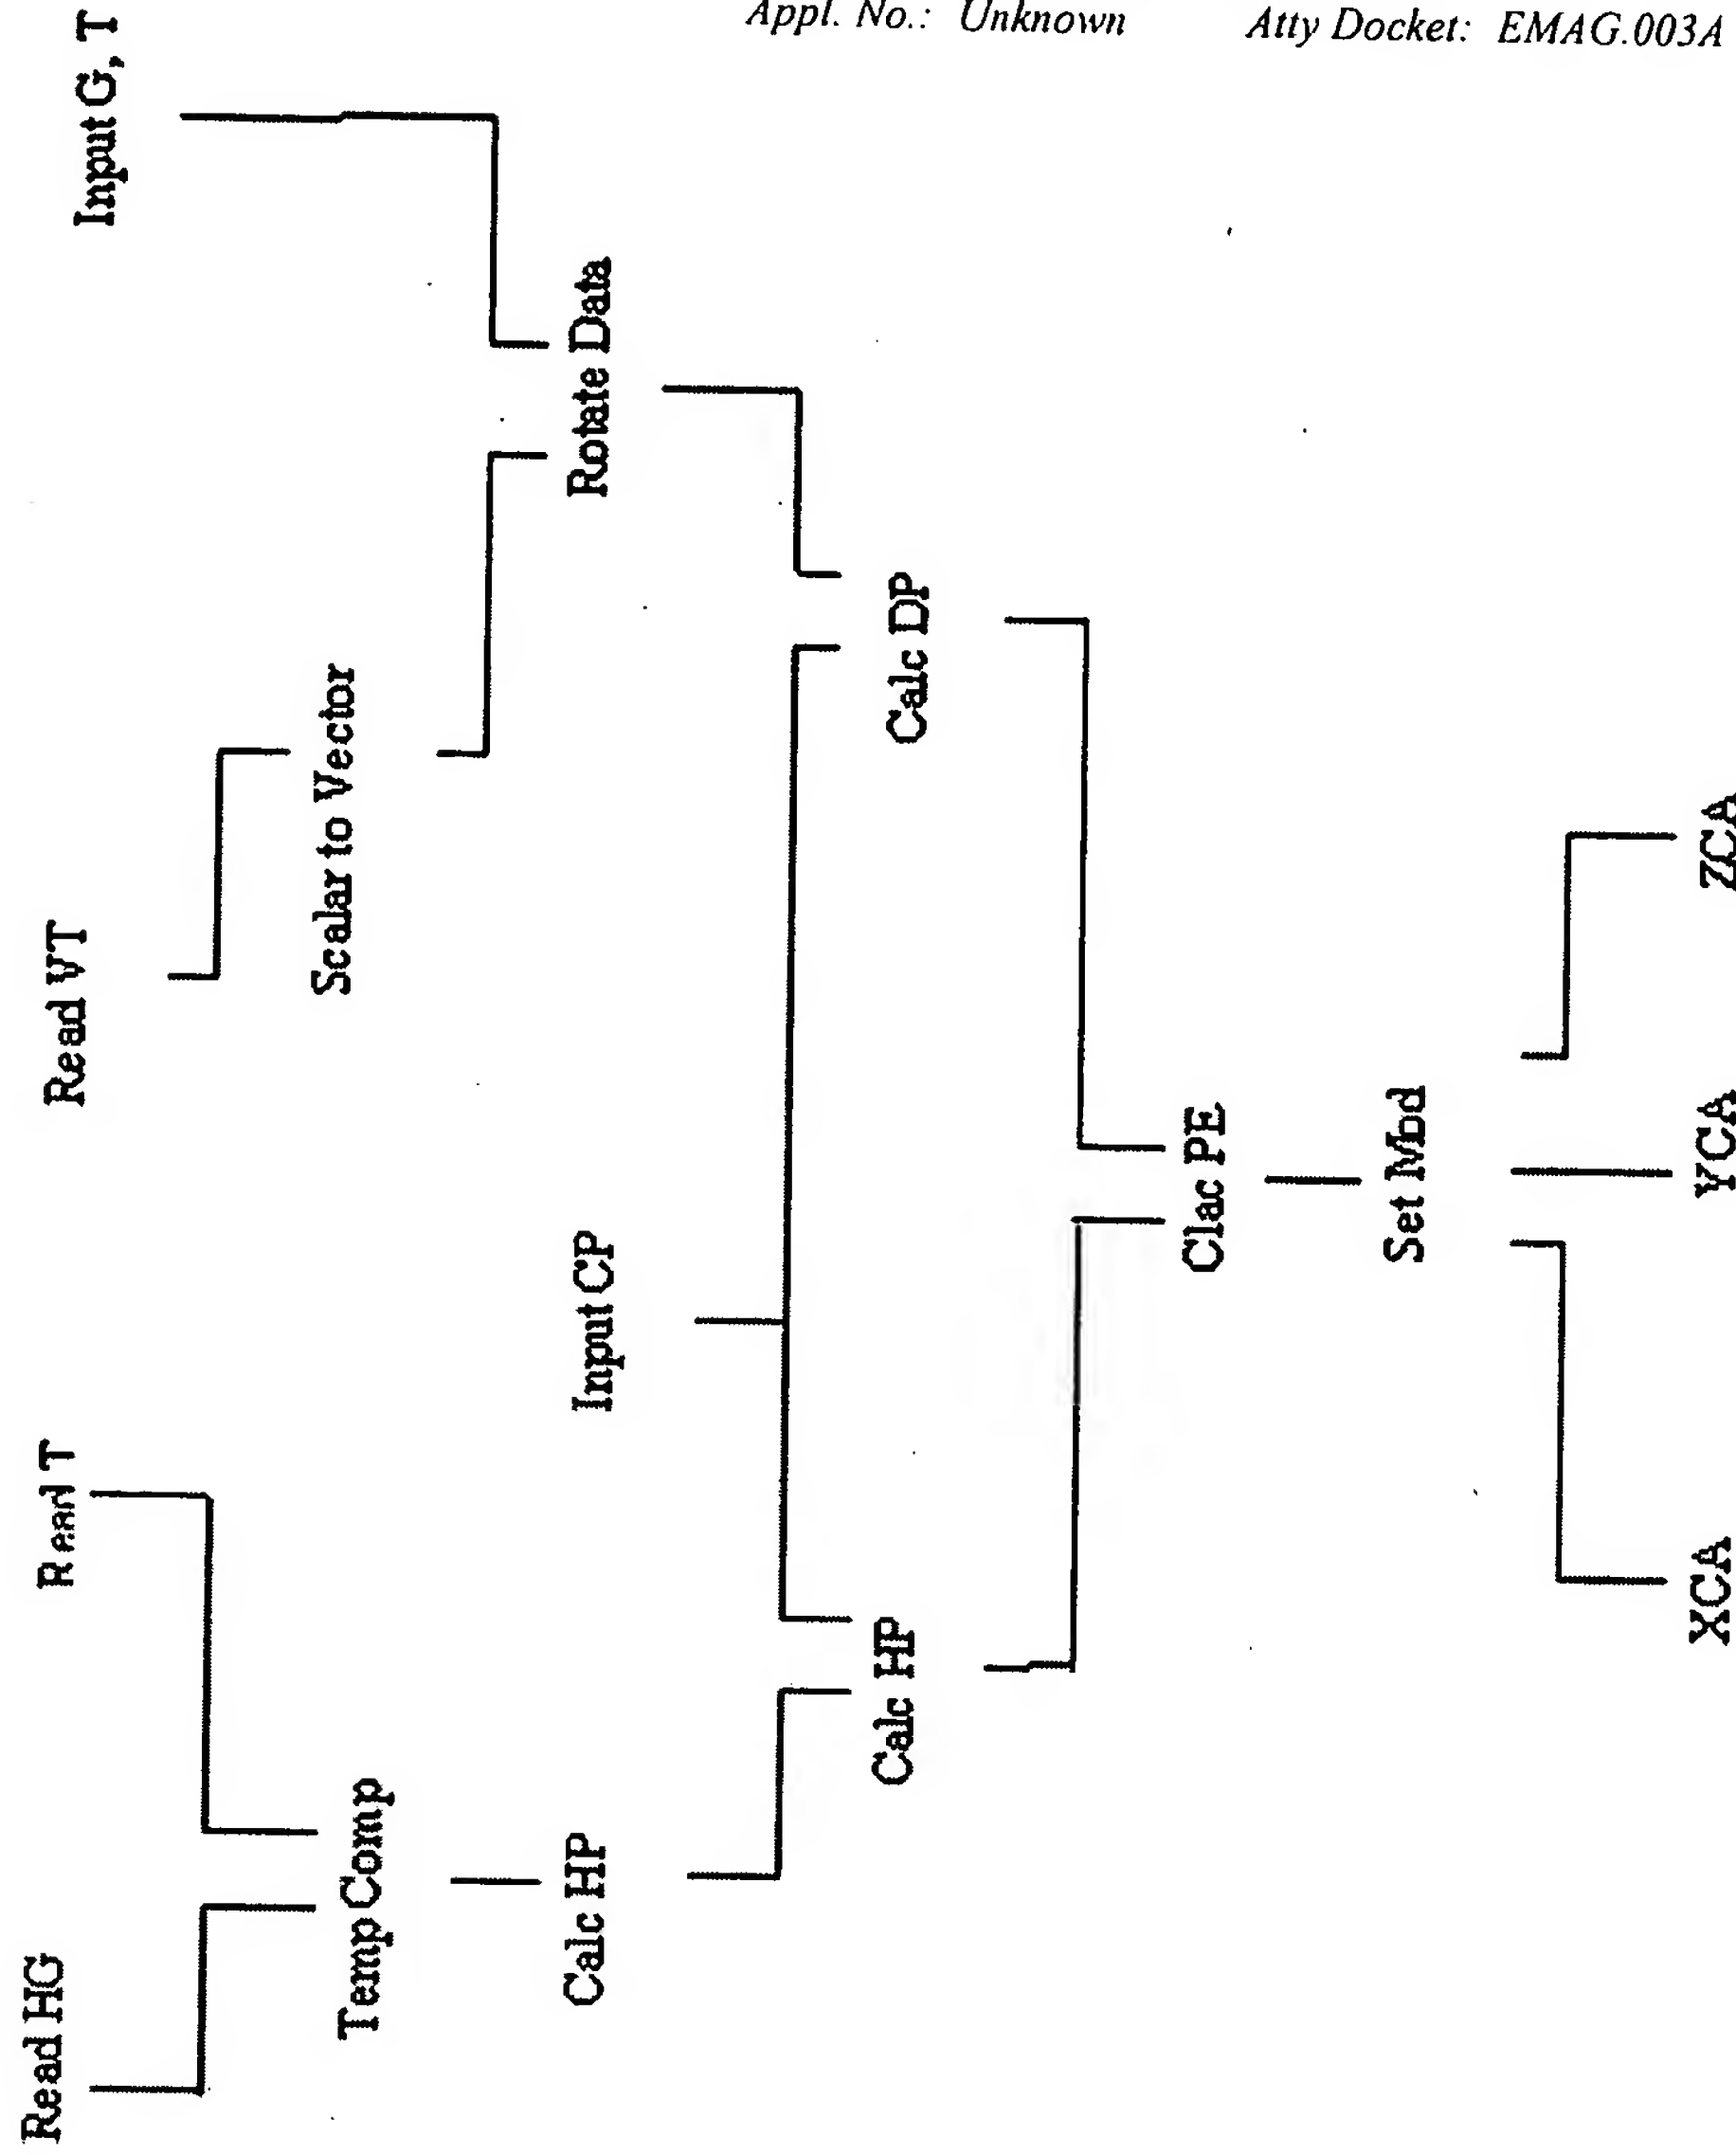 Appl. No.: Unknown Atty Docket: EMAG.003A
Read HG
Read T
Read VT
Input G, T
Temp Comp
Scalar to Vector
Calc HP
Input CP
Rotate Data
Calc HP
Calc DP
Clac PE
Set Mod
XCA
YCA
ZCA